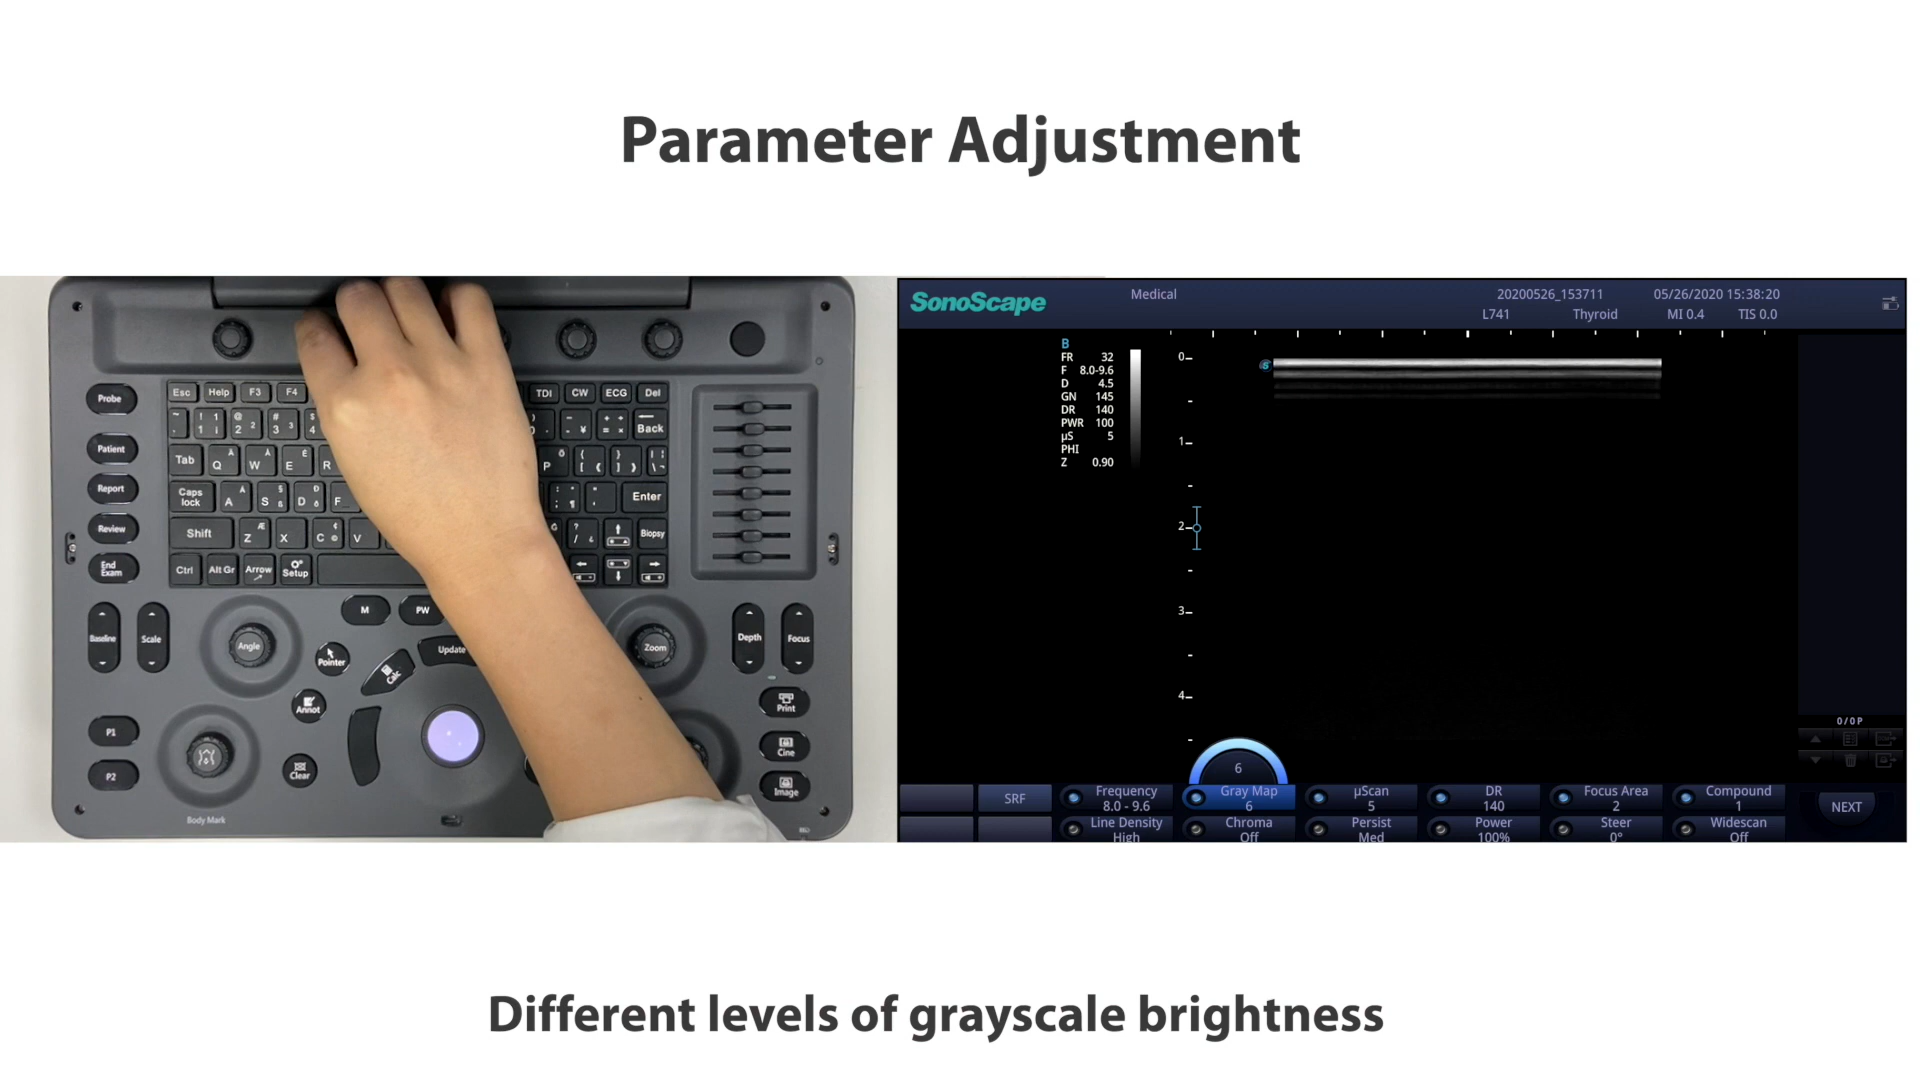 Parameter Adjustment
SonoScape
Medical
20200526_153711
05/26/2020 15:38:20
L741
Thyroid
MI 0.4
TIS 0.0
B
FR 32
F 8.0-9.6
D 4.5
GN 145
DR 140
PWR 100
µS 5
PHI
Z 0.90
0
1
2
3
4
0/0P
6
SRF
Frequency
8.0 - 9.6
Gray Map
6
µScan
5
DR
140
Focus Area
2
Compound
1
NEXT
Line Density
High
Chroma
Off
Persist
Med
Power
100%
Steer
0°
Widescan
Off
Probe
Patient
Report
Review
End
Exam
Esc Help F3 F4
TDI CW ECG Del
Back
Tab Q W E R
P
Caps
lock
A S D F
Enter
Shift Z X C V
Biopsy
Ctrl Alt Gr Arrow Setup
M
PW
Baseline
Scale
Angle
Pointer
Update
Calc
Annot
Zoom
Depth
Focus
Print
Cine
Image
P1
P2
Clear
Body Mark
Different levels of grayscale brightness